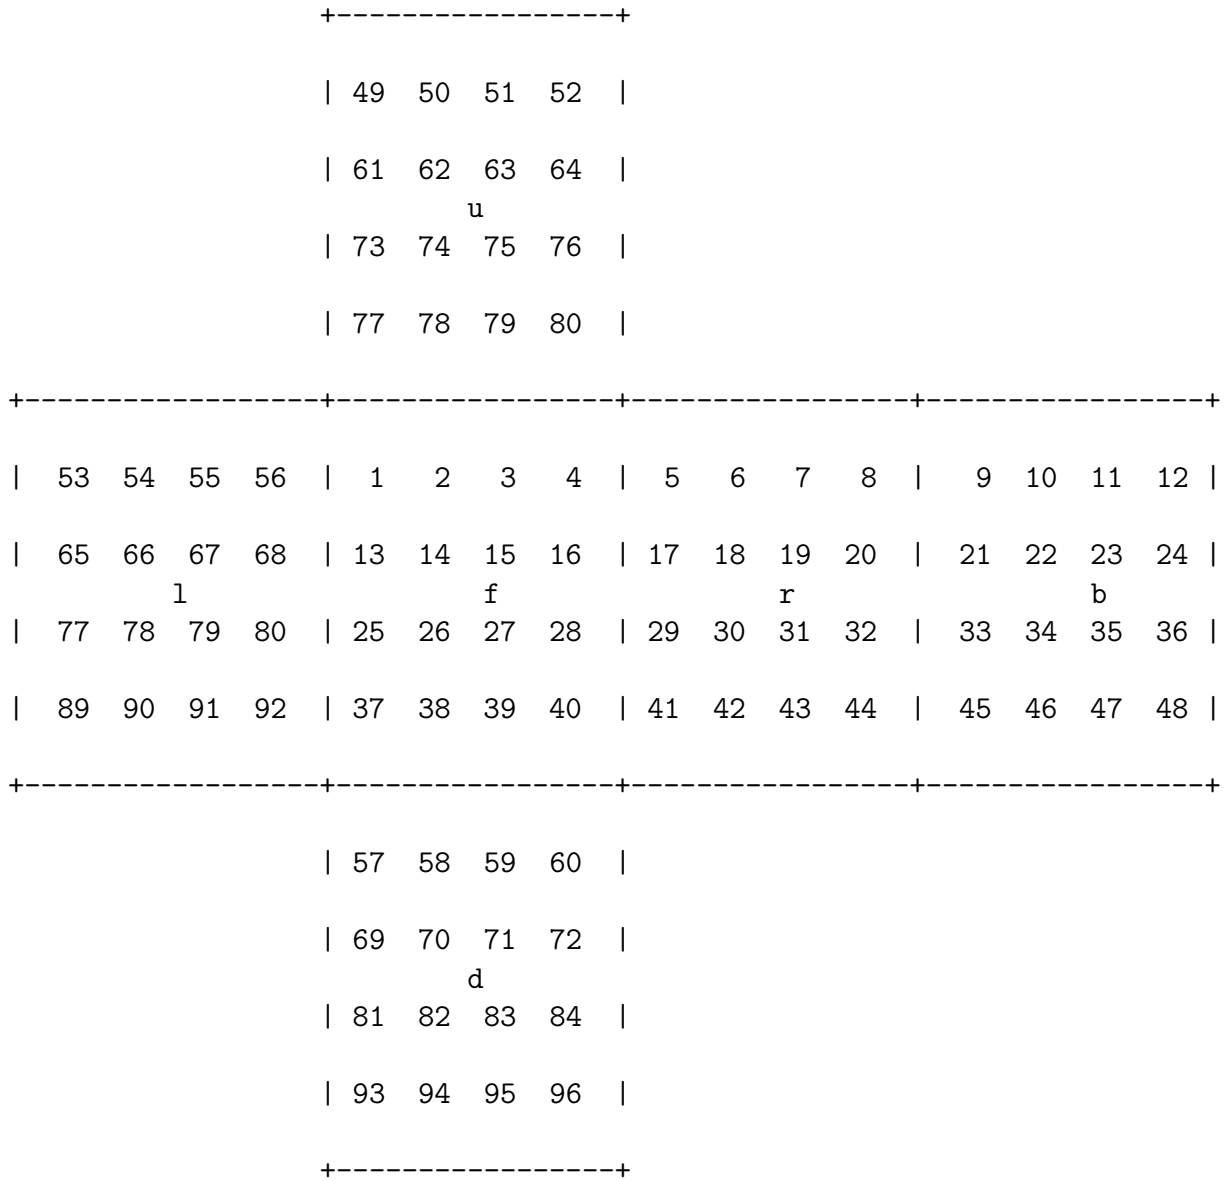 +-----------------+
| 49 50 51 52 |
| 61 62 63 64 |
u
| 73 74 75 76 |
| 77 78 79 80 |
+------------------+-----------------+----------------+----------------+
| 53 54 55 56 | 1 2 3 4 | 5 6 7 8 | 9 10 11 12 |
| 65 66 67 68 | 13 14 15 16 | 17 18 19 20 | 21 22 23 24 |
l f r b
| 77 78 79 80 | 25 26 27 28 | 29 30 31 32 | 33 34 35 36 |
| 89 90 91 92 | 37 38 39 40 | 41 42 43 44 | 45 46 47 48 |
+------------------+-----------------+----------------+----------------+
| 57 58 59 60 |
| 69 70 71 72 |
d
| 81 82 83 84 |
| 93 94 95 96 |
+-----------------+